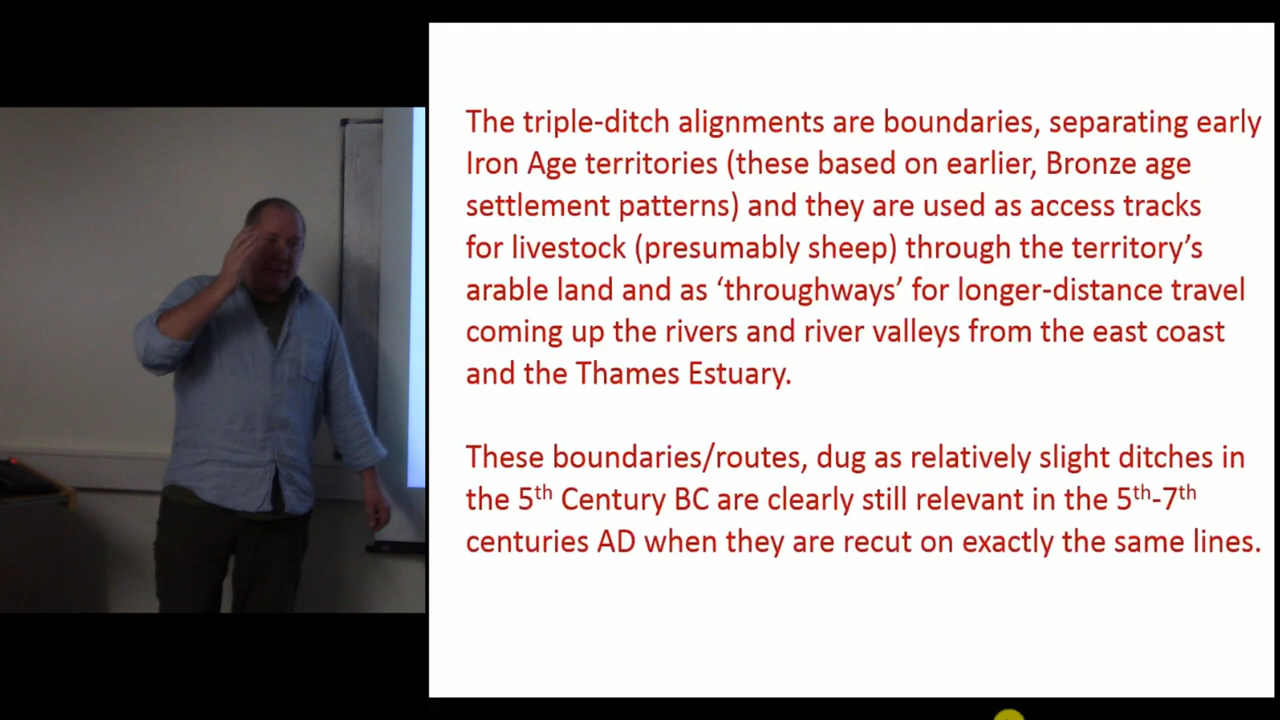 The triple-ditch alignments are boundaries, separating early
Iron Age territories (these based on earlier, Bronze age
settlement patterns) and they are used as access tracks
for livestock (presumably sheep) through the territory’s
arable land and as ‘throughways’ for longer-distance travel
coming up the rivers and river valleys from the east coast
and the Thames Estuary.
These boundaries/routes, dug as relatively slight ditches in
the 5th Century BC are clearly still relevant in the 5th-7th
centuries AD when they are recut on exactly the same lines.